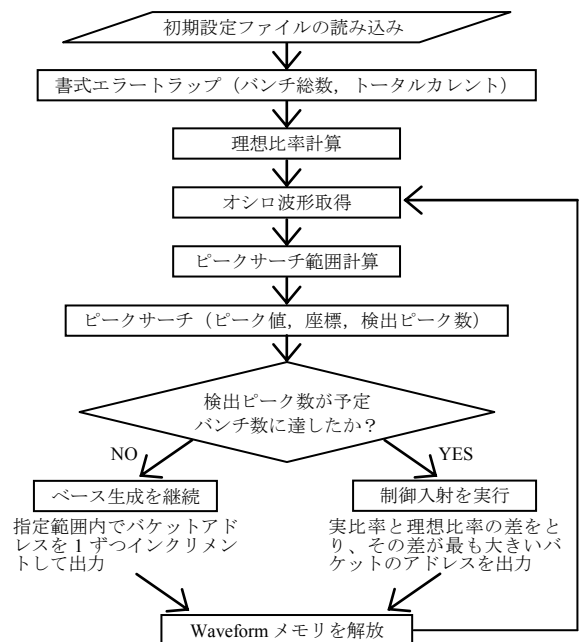 初期設定ファイルの読み込み
書式エラートラップ（バンチ総数，トータルカレント）
理想比率計算
オシロ波形取得
ピークサーチ範囲計算
ピークサーチ（ピーク値，座標，検出ピーク数）
検出ピーク数が予定
バンチ数に達したか？
NO
YES
ベース生成を継続
指定範囲内でバケットアド
レスを 1 ずつインクリメン
トして出力
制御入射を実行
実比率と理想比率の差をと
り、その差が最も大きいバ
ケットのアドレスを出力
Waveform メモリを解放